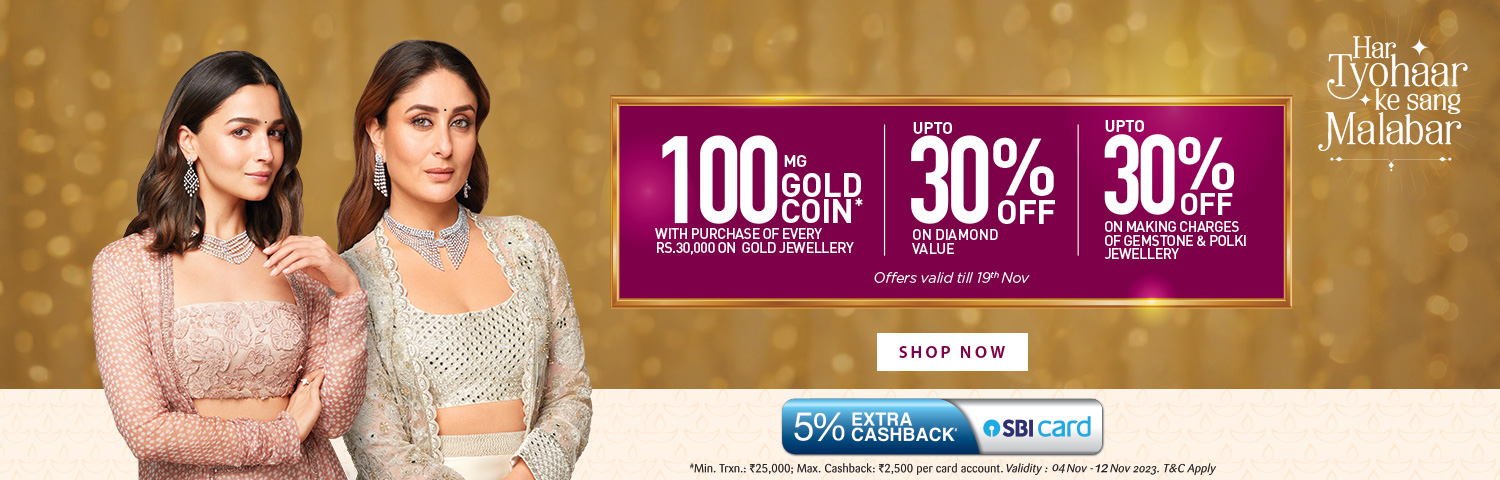 Har
Tyohaar
ke sang
Malabar
100 MG
GOLD
COIN*
WITH PURCHASE OF EVERY
RS.30,000 ON GOLD JEWELLERY
UPTO
30%
OFF
ON DIAMOND
VALUE
UPTO
30%
OFF
ON MAKING CHARGES
OF GEMSTONE & POLKI
JEWELLERY
Offers valid till 19th Nov
SHOP NOW
5% EXTRA
CASHBACK*
SBI card
*Min. Trxn.: ₹25,000; Max. Cashback: ₹2,500 per card account. Validity : 04 Nov - 12 Nov 2023. T&C Apply